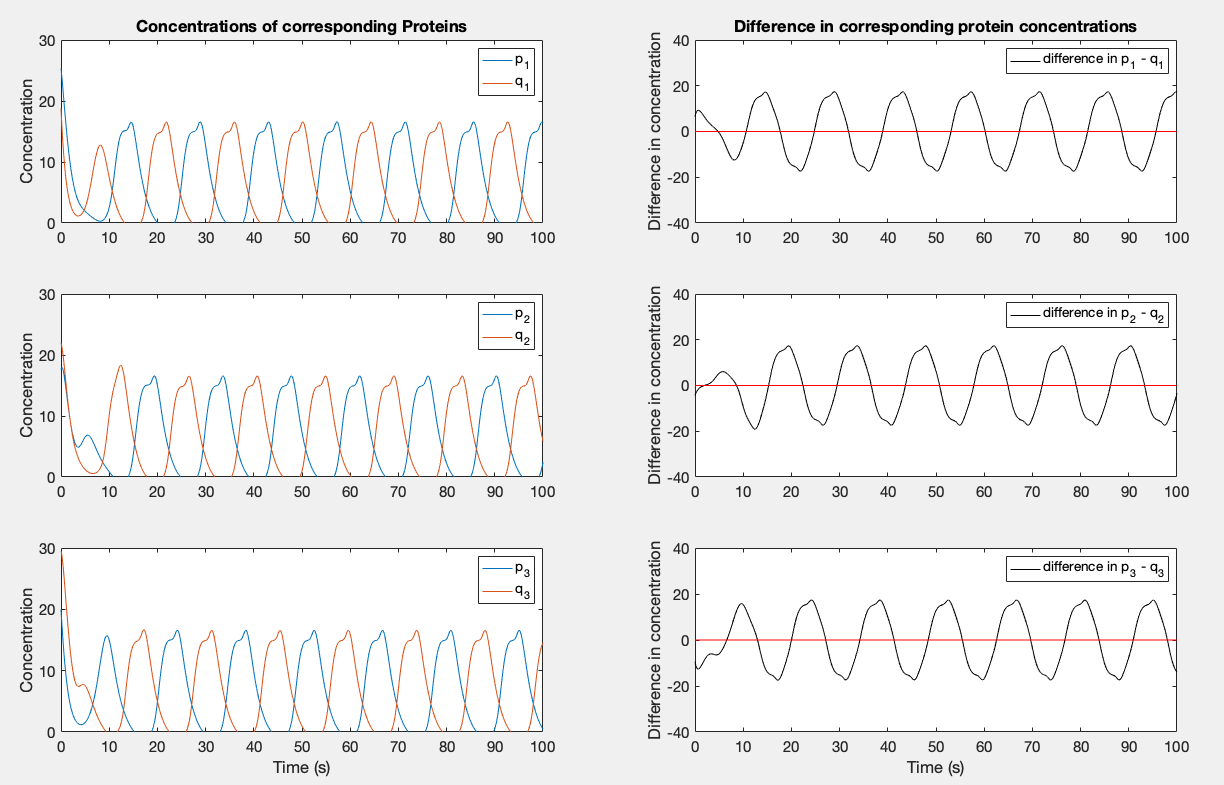 Concentrations of corresponding Proteins
Concentration
30
20
10
0
0 10 20 30 40 50 60 70 80 90 100
p1
q1
Difference in corresponding protein concentrations
Difference in concentration
40
20
0
-20
-40
0 10 20 30 40 50 60 70 80 90 100
difference in p1 - q1
Concentration
30
20
10
0
0 10 20 30 40 50 60 70 80 90 100
p2
q2
Difference in concentration
40
20
0
-20
-40
0 10 20 30 40 50 60 70 80 90 100
difference in p2 - q2
Concentration
30
20
10
0
0 10 20 30 40 50 60 70 80 90 100
Time (s)
p3
q3
Difference in concentration
40
20
0
-20
-40
0 10 20 30 40 50 60 70 80 90 100
Time (s)
difference in p3 - q3